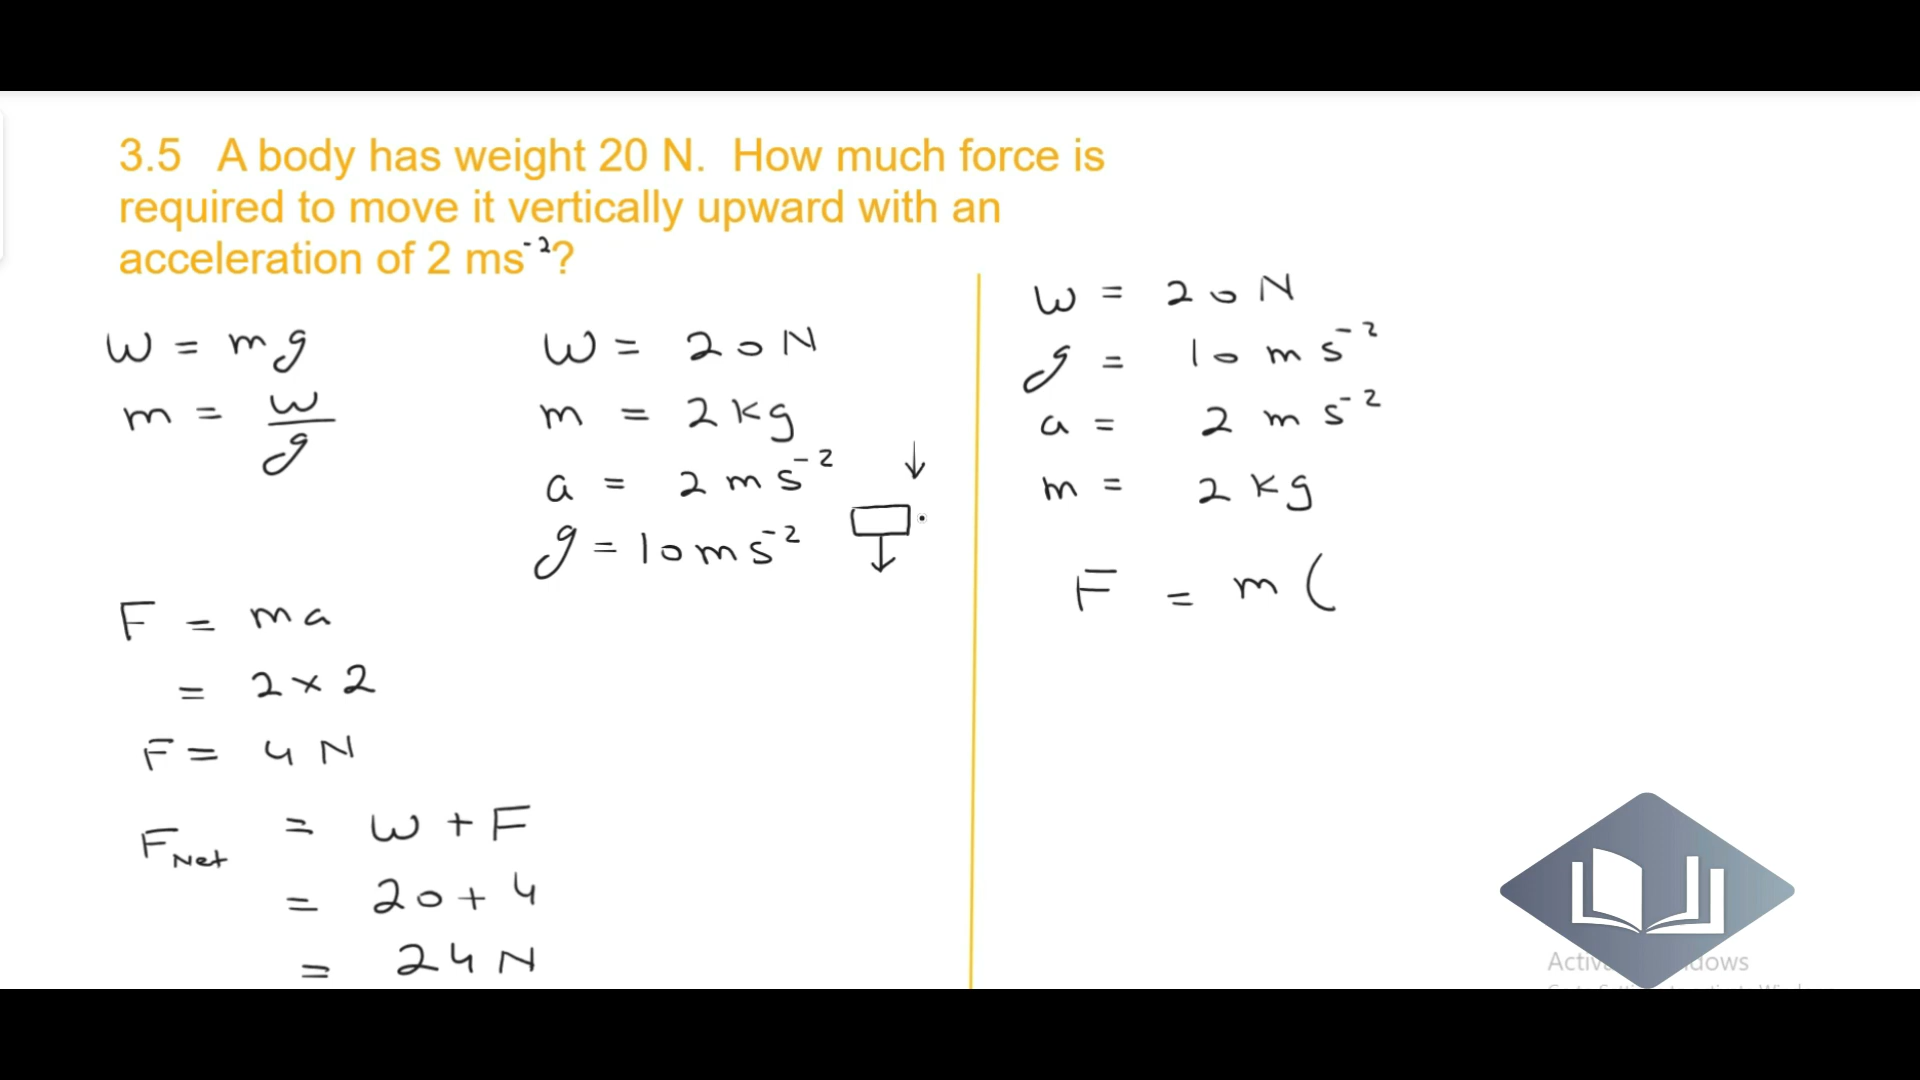 3.5 A body has weight 20 N. How much force is
required to move it vertically upward with an
acceleration of 2 ms⁻²?
w = mg
m = w/g
w = 20 N
m = 2 kg
a = 2 ms⁻²
g = 10 ms⁻²
F = ma
= 2 × 2
F = 4 N
F Net = w + F
= 20 + 4
= 24 N
w = 20 N
g = 10 ms⁻²
a = 2 ms⁻²
m = 2 kg
F = m (